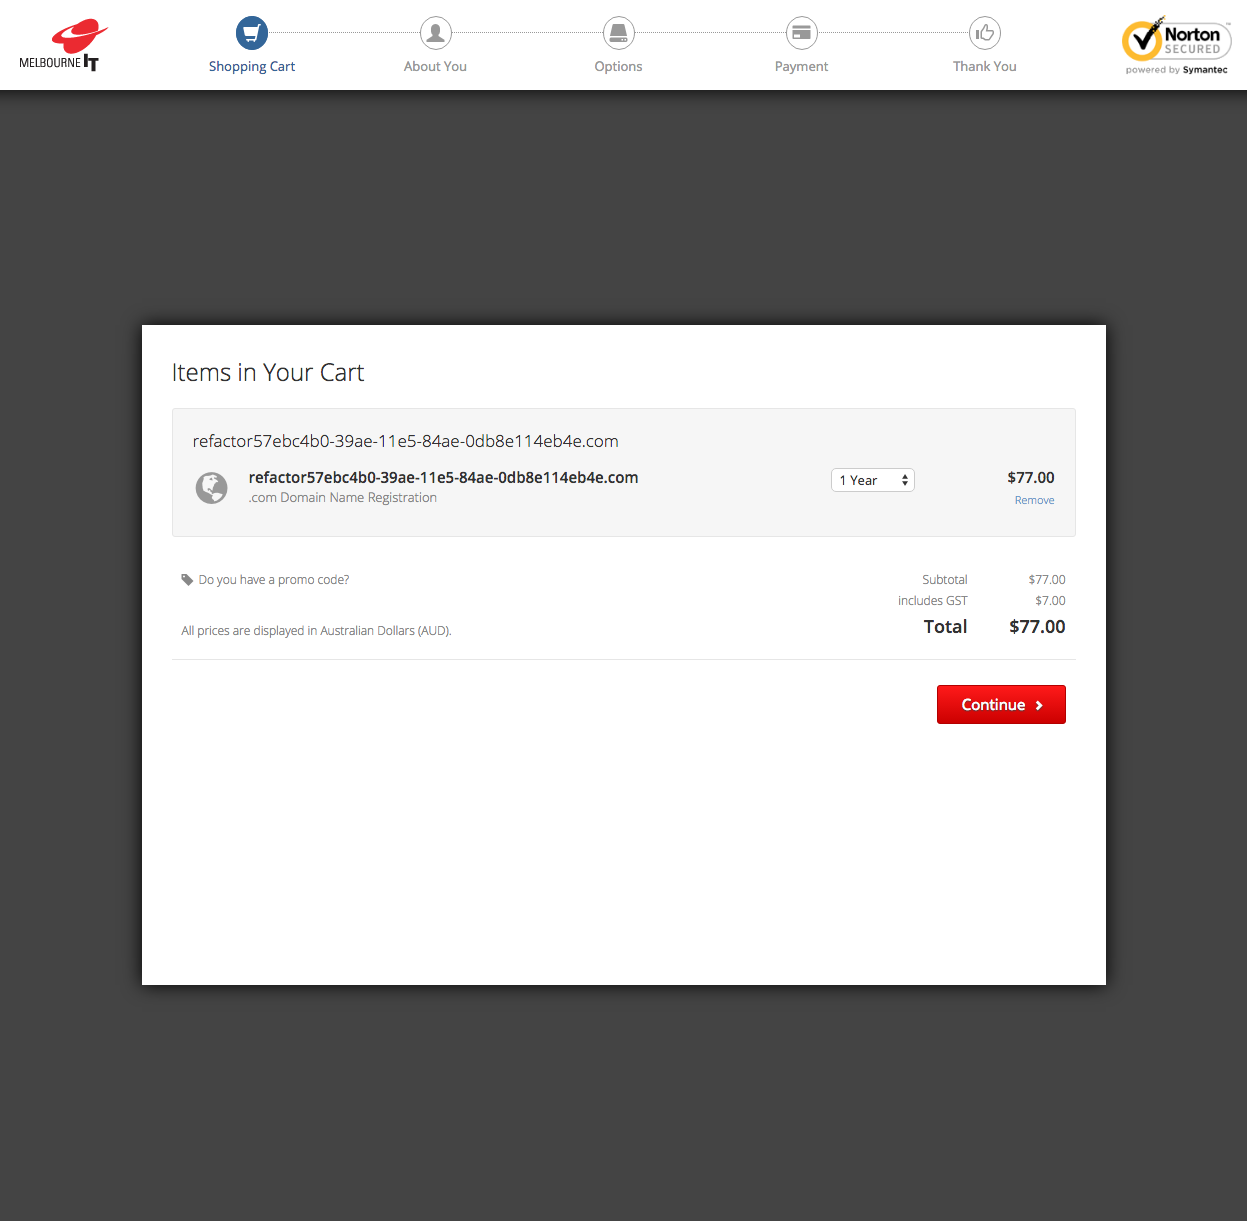 MELBOURNE IT
Shopping Cart
About You
Options
Payment
Thank You
Norton
SECURED
powered by Symantec
Items in Your Cart
refactor57ebc4b0-39ae-11e5-84ae-0db8e114eb4e.com
refactor57ebc4b0-39ae-11e5-84ae-0db8e114eb4e.com
1 Year
$77.00
.com Domain Name Registration
Remove
Do you have a promo code?
Subtotal $77.00
includes GST $7.00
All prices are displayed in Australian Dollars (AUD).
Total $77.00
Continue